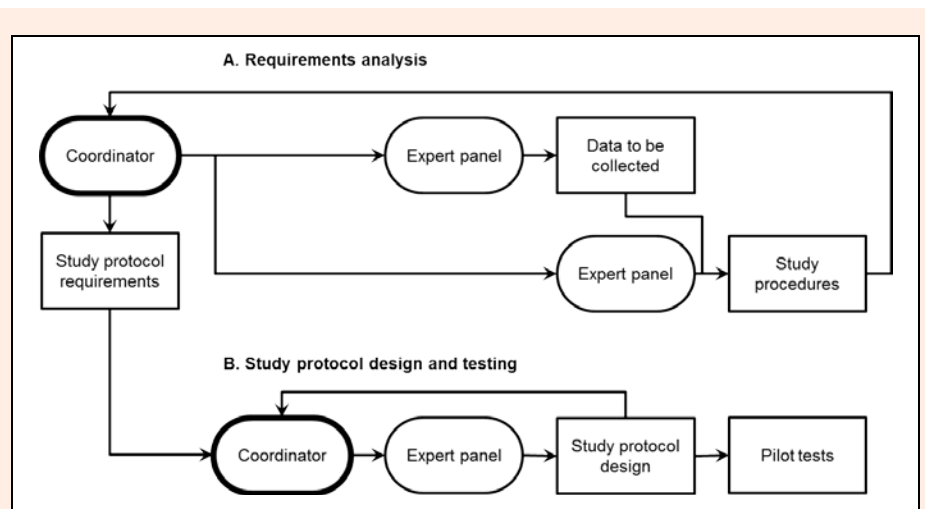 A. Requirements analysis
Coordinator
Expert panel
Data to be
collected
Study protocol
requirements
Expert panel
Study
procedures
B. Study protocol design and testing
Coordinator
Expert panel
Study protocol
design
Pilot tests